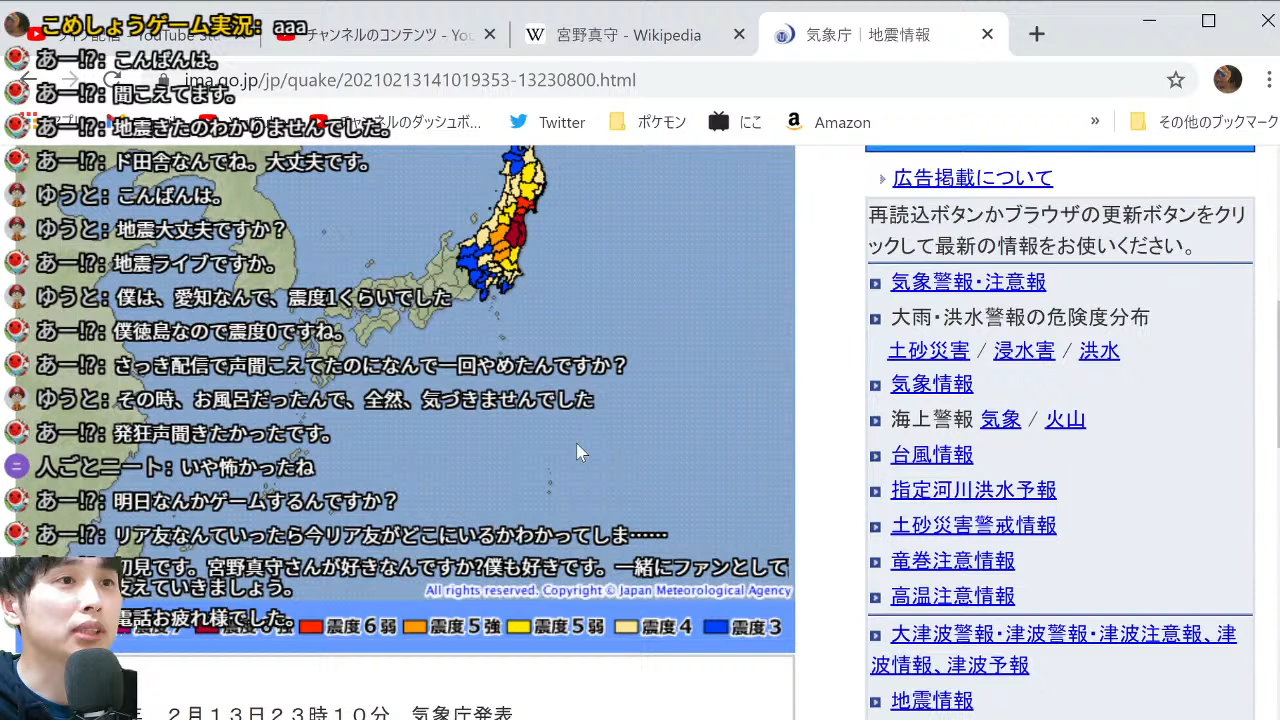 こめしょうゲーム実況: aaa
チャンネルのコンテンツ - You
宮野真守 - Wikipedia
気象庁 | 地震情報
jma.go.jp/jp/quake/20210213141019353-13230800.html
チャンネルのダッシュボ...
Twitter
ポケモン
にこ
Amazon
»
その他のブックマーク
あー!?: こんばんは。
あー!?: 聞こえてます。
あー!?: 地震きたのわかりませんでした。
あー!?: ド田舎なんでね。大丈夫です。
ゆうと: こんばんは。
ゆうと: 地震大丈夫ですか？
あー!?: 地震ライブですか。
ゆうと: 僕は、愛知なんで、震度1くらいでした
あー!?: 僕徳島なので震度0ですね。
あー!?: さっき配信で声聞こえてたのになんで一回やめたんですか？
ゆうと: その時、お風呂だったんで、全然、気づきませんでした
あー!?: 発狂声聞きたかったです。
人ごとニート: いや怖かったね
あー!?: 明日なんかゲームするんですか？
あー!?: リア友なんていったら今リア友がどこにいるかわかってしま……
初見です。宮野真守さんが好きなんですか?僕も好きです。一緒にファンとして
支えていきましょう。
All rights reserved. Copyright © Japan Meteorological Agency
電話お疲れ様でした。
震度６弱 震度５強 震度５弱 震度４ 震度３
２月１３日２３時１０分 気象庁発表
広告掲載について
再読込ボタンかブラウザの更新ボタンをクリ
ックして最新の情報をお使いください。
気象警報・注意報
大雨・洪水警報の危険度分布
土砂災害 / 浸水害 / 洪水
気象情報
海上警報 気象 / 火山
台風情報
指定河川洪水予報
土砂災害警戒情報
竜巻注意情報
高温注意情報
大津波警報・津波警報・津波注意報、津
波情報、津波予報
地震情報